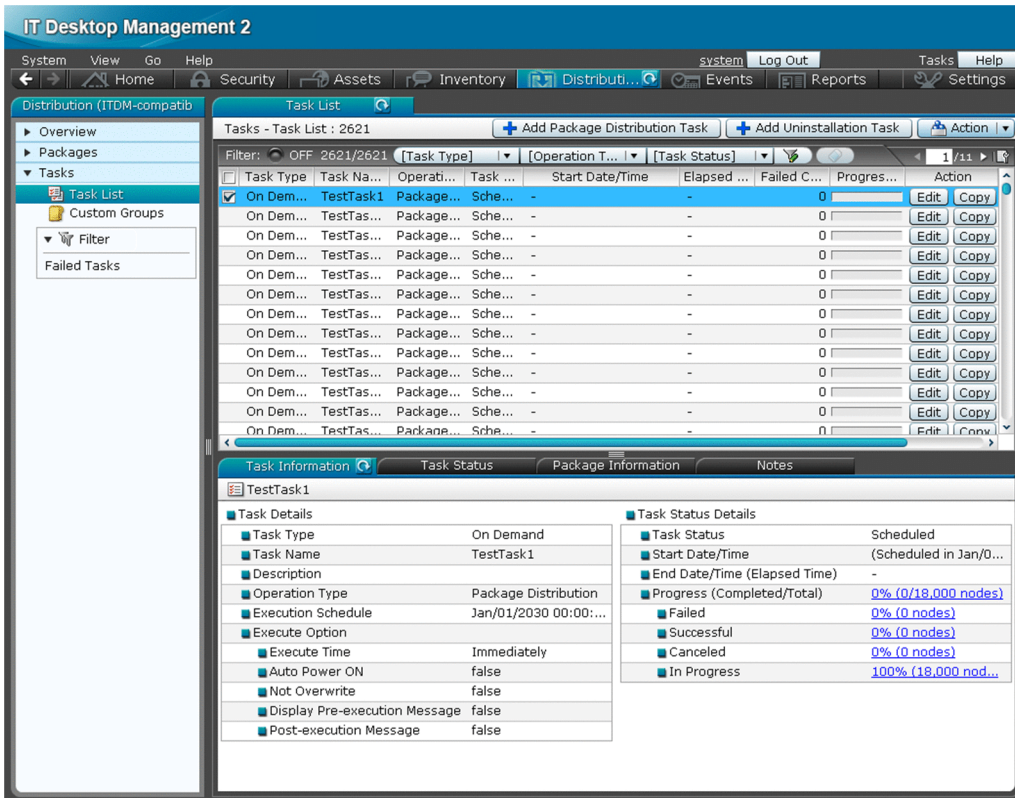 IT Desktop Management 2
System View Go Help system Log Out Tasks Help
Home Security Assets Inventory Distributi... Events Reports Settings
Distribution (ITDM-compatib
Overview
Packages
Tasks
Task List
Custom Groups
Filter
Failed Tasks
Task List
Tasks - Task List : 2621 Add Package Distribution Task Add Uninstallation Task Action
Filter: OFF 2621/2621 [Task Type] [Operation T... [Task Status] 1 /11
Task Type Task Na... Operati... Task ... Start Date/Time Elapsed ... Failed C... Progres... Action
On Dem... TestTask1 Package... Sche... - - 0 Edit Copy
On Dem... TestTas... Package... Sche... - - 0 Edit Copy
On Dem... TestTas... Package... Sche... - - 0 Edit Copy
On Dem... TestTas... Package... Sche... - - 0 Edit Copy
On Dem... TestTas... Package... Sche... - - 0 Edit Copy
On Dem... TestTas... Package... Sche... - - 0 Edit Copy
On Dem... TestTas... Package... Sche... - - 0 Edit Copy
On Dem... TestTas... Package... Sche... - - 0 Edit Copy
On Dem... TestTas... Package... Sche... - - 0 Edit Copy
On Dem... TestTas... Package... Sche... - - 0 Edit Copy
On Dem... TestTas... Package... Sche... - - 0 Edit Copy
On Dem... TestTas... Package... Sche... - - 0 Edit Copy
On Dem... TestTas... Package... Sche... - - 0 Edit Copy
Task Information Task Status Package Information Notes
TestTask1
Task Details
Task Type On Demand
Task Name TestTask1
Description
Operation Type Package Distribution
Execution Schedule Jan/01/2030 00:00:...
Execute Option
Execute Time Immediately
Auto Power ON false
Not Overwrite false
Display Pre-execution Message false
Post-execution Message false
Task Status Details
Task Status Scheduled
Start Date/Time (Scheduled in Jan/0...
End Date/Time (Elapsed Time) -
Progress (Completed/Total) 0% (0/18,000 nodes)
Failed 0% (0 nodes)
Successful 0% (0 nodes)
Canceled 0% (0 nodes)
In Progress 100% (18,000 nod...